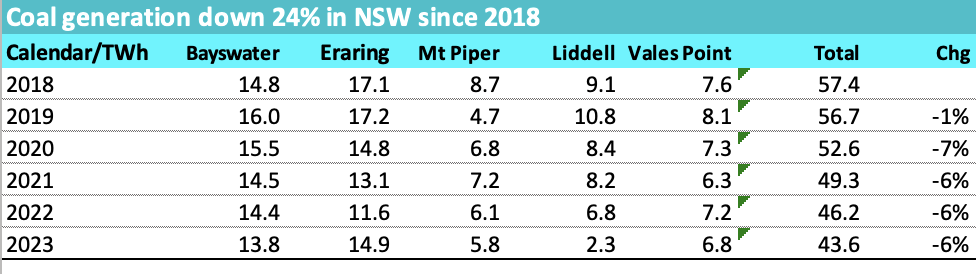 Coal generation down 24% in NSW since 2018
Calendar/TWh Bayswater Eraring Mt Piper Liddell Vales Point Total Chg
2018 14.8 17.1 8.7 9.1 7.6 57.4
2019 16.0 17.2 4.7 10.8 8.1 56.7 -1%
2020 15.5 14.8 6.8 8.4 7.3 52.6 -7%
2021 14.5 13.1 7.2 8.2 6.3 49.3 -6%
2022 14.4 11.6 6.1 6.8 7.2 46.2 -6%
2023 13.8 14.9 5.8 2.3 6.8 43.6 -6%